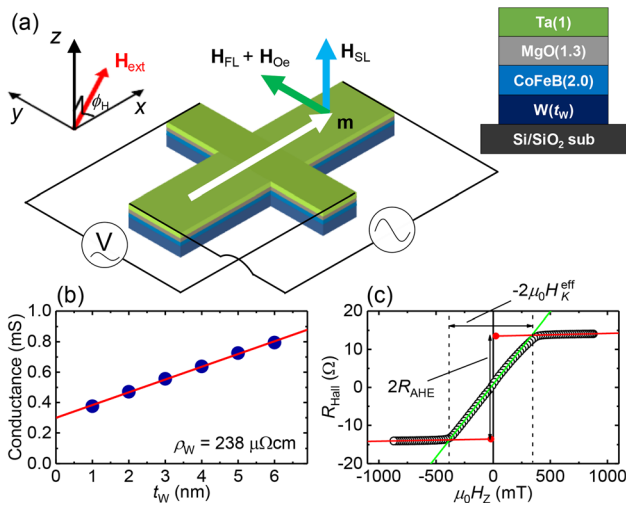 (a)
z
H_ext
ϕ_H
y
x
H_FL + H_Oe
H_SL
m
V
Ta(1)
MgO(1.3)
CoFeB(2.0)
W(t_W)
Si/SiO₂ sub
(b)
Conductance (mS)
1.0
0.8
0.6
0.4
0.2
0.0
ρ_W = 238 μΩcm
0 1 2 3 4 5 6
t_W (nm)
(c)
-2μ₀H_K^eff
R_Hall (Ω)
20
10
0
-10
-20
2R_AHE
-1000 -500 0 500 1000
μ₀H_Z (mT)